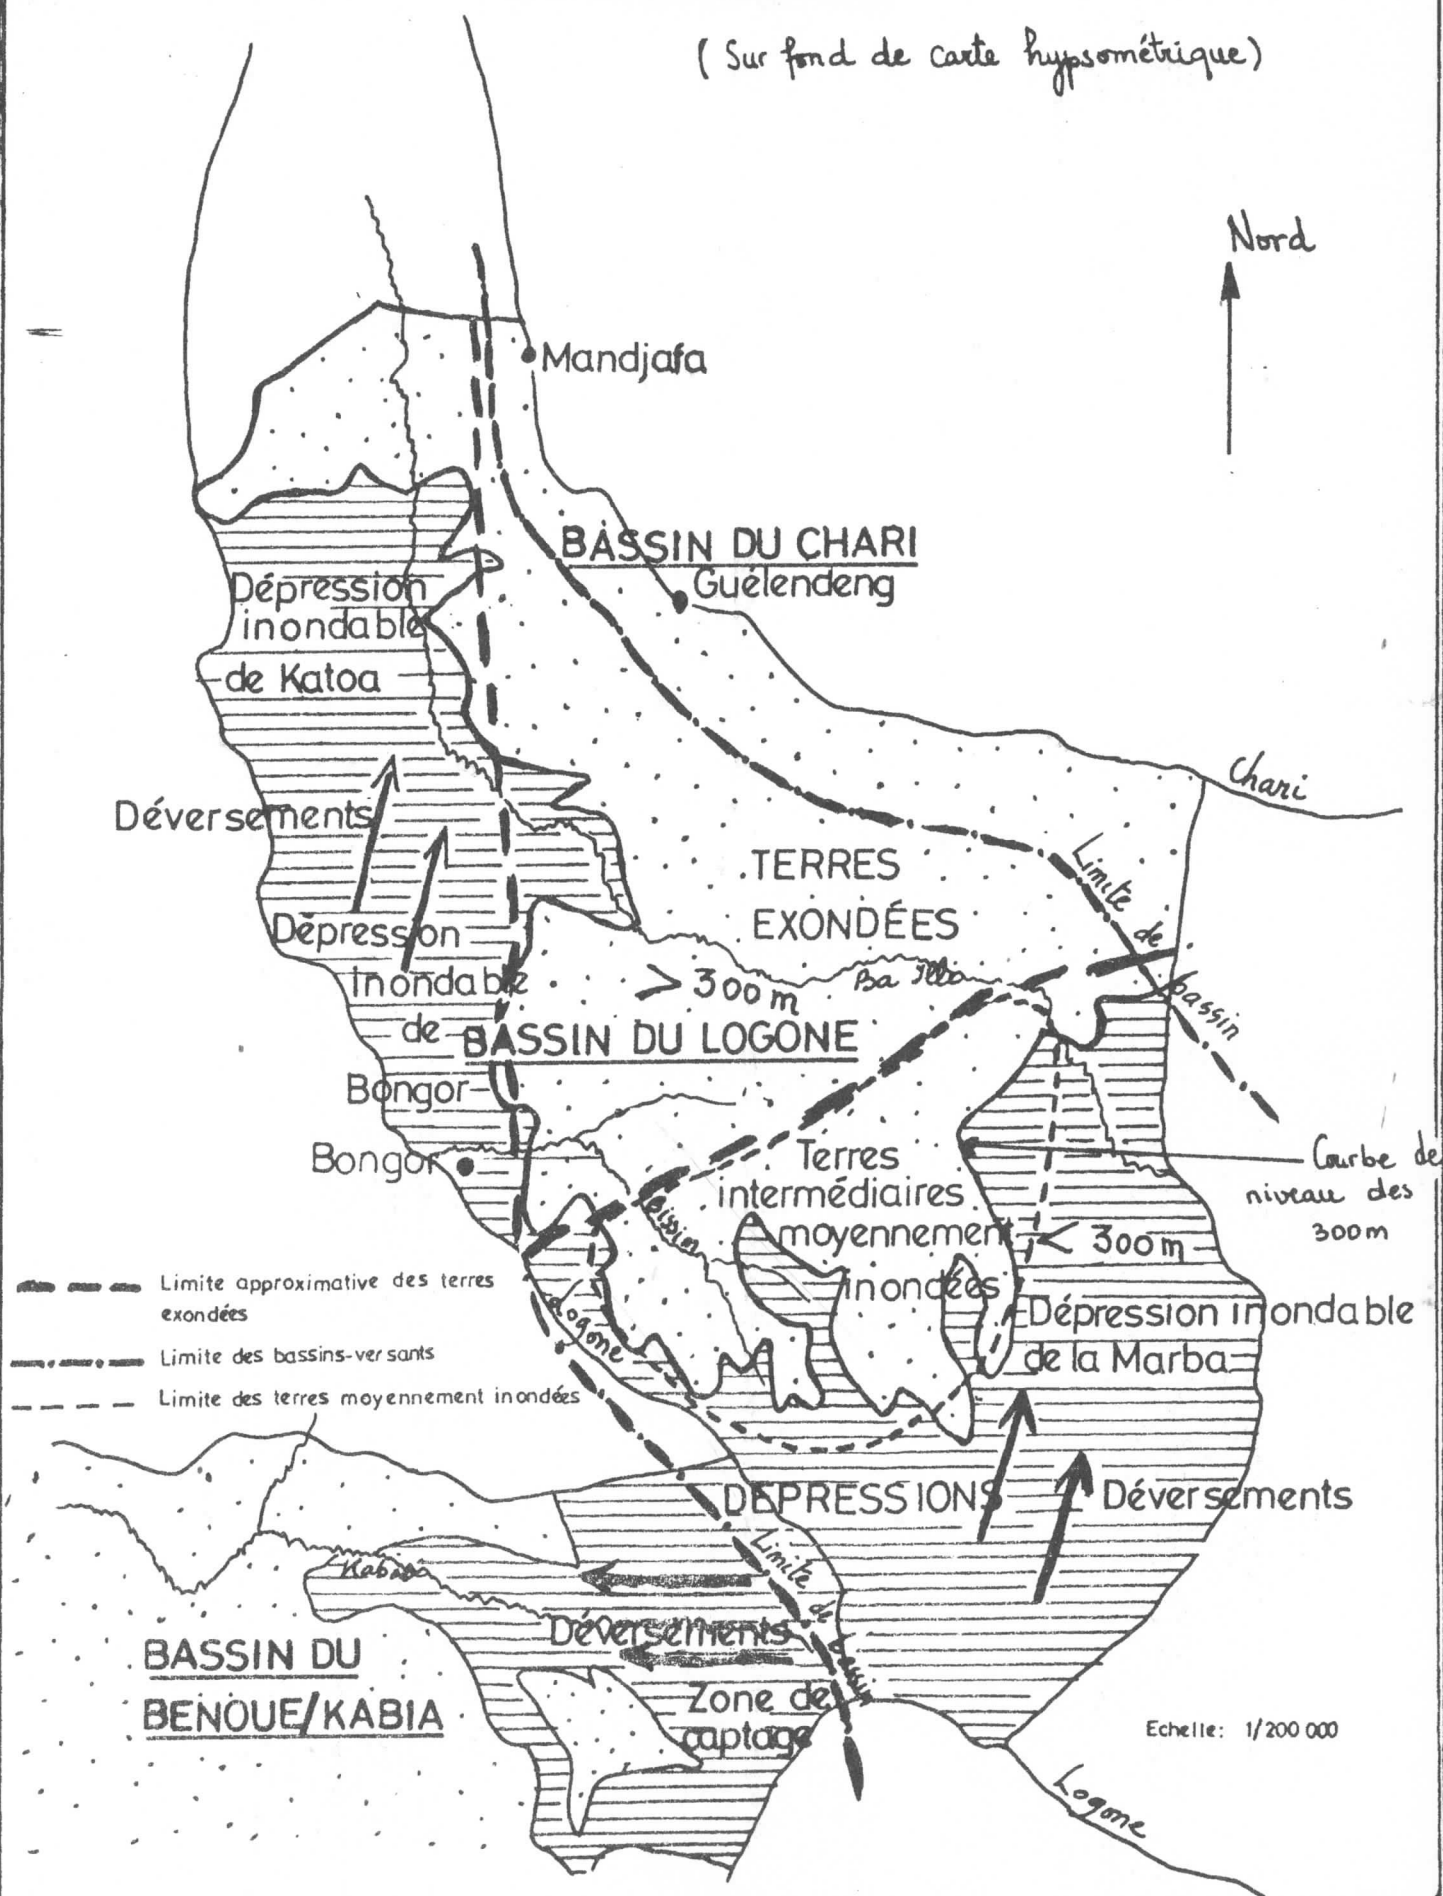 ( Sur fond de carte hypsométrique)
Nord
Mandjafa
BASSIN DU CHARI
Guélendeng
Dépression
inondable
de Katoa
Chari
Déversements
Limite de bassin
TERRES
EXONDÉES
Dépression
Inondable
de
Bongor
> 300 m
Ba Illi
BASSIN DU LOGONE
Bongor
Terres
intermédiaires
moyennement
inondées
Courbe de
niveau des
300 m
< 300 m
Logone
Dépression inondable
de la Marba
Limite approximative des terres
exondées
Limite des bassins-versants
Limite des terres moyennement inondées
DEPRESSIONS
Déversements
Limite de bassin
Déversements
BASSIN DU
BENOUE/KABIA
Zone de
captage
Echelle: 1/200 000
Logone